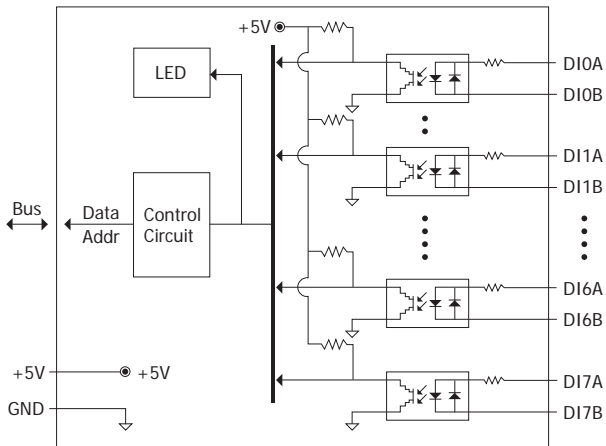 +5V
LED
DI0A
DI0B
DI1A
DI1B
Bus
Data
Addr
Control
Circuit
DI6A
DI6B
+5V
+5V
GND
DI7A
DI7B